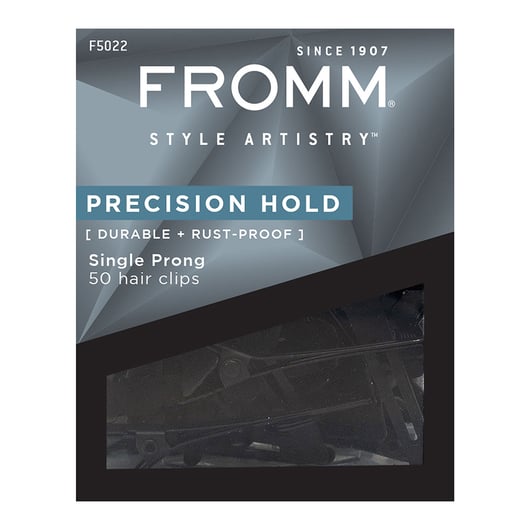 F5022
SINCE 1907
FROMM®
STYLE ARTISTRY™
PRECISION HOLD
[ DURABLE + RUST-PROOF ]
Single Prong
50 hair clips